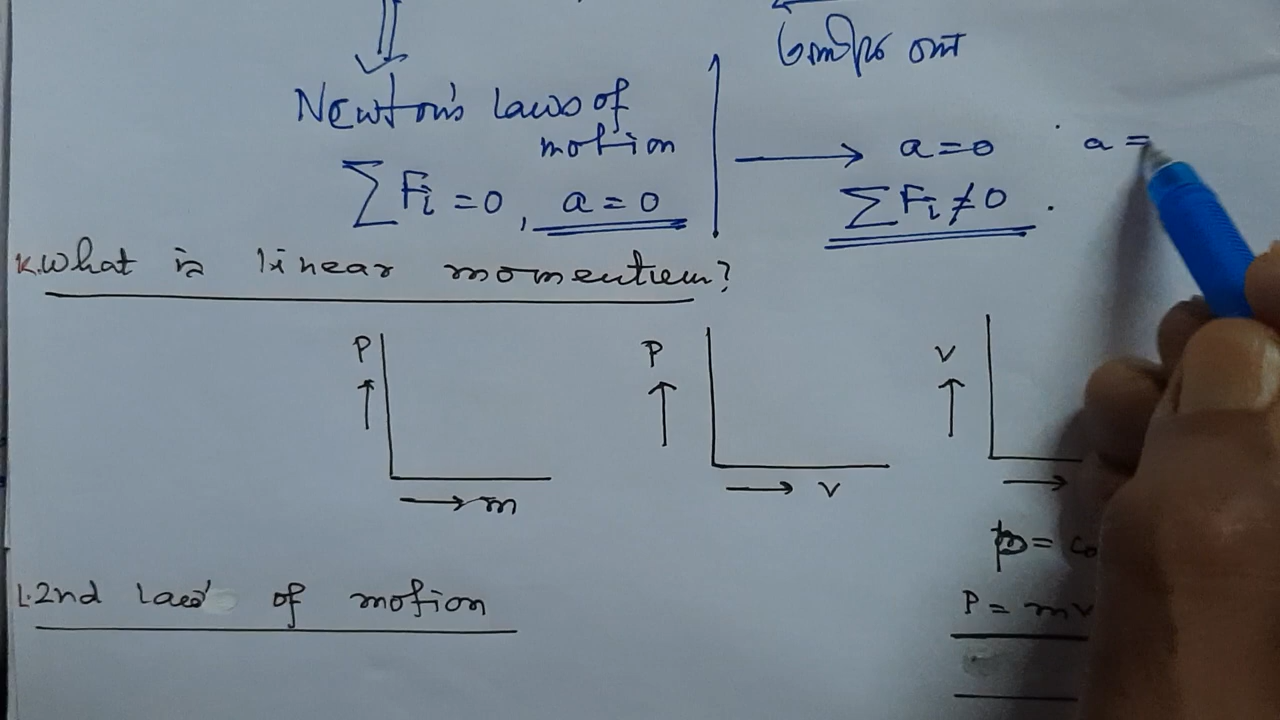 Newton's laws of
motion
∑Fi = 0, a = 0
a = 0
∑Fi ≠ 0 .
a =
K. What is linear momentum?
P
m
P
v
v
P = mv
L. 2nd law of motion